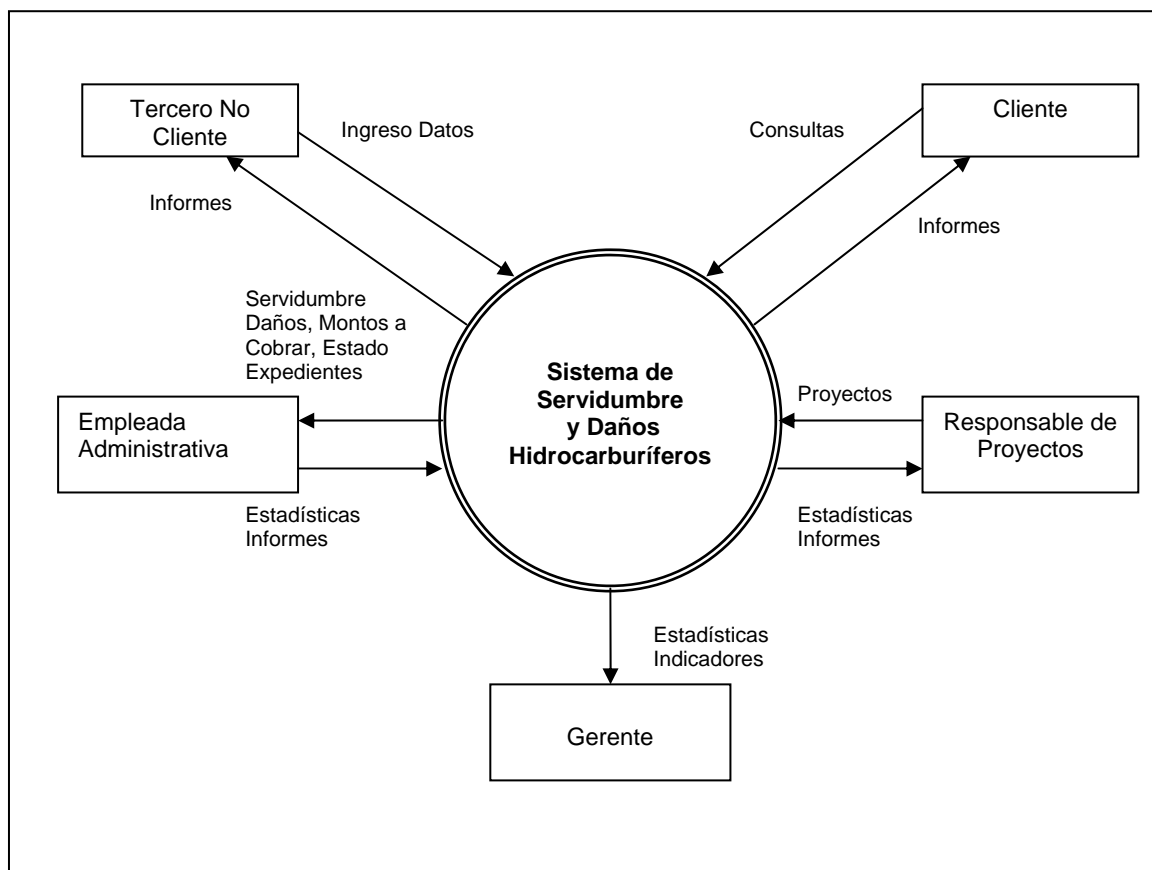 Tercero No
Cliente
Ingreso Datos
Consultas
Cliente
Informes
Informes
Servidumbre
Daños, Montos a
Cobrar, Estado
Expedientes
Sistema de
Servidumbre
y Daños
Hidrocarburíferos
Empleada
Administrativa
Proyectos
Responsable de
Proyectos
Estadísticas
Informes
Estadísticas
Informes
Estadísticas
Indicadores
Gerente